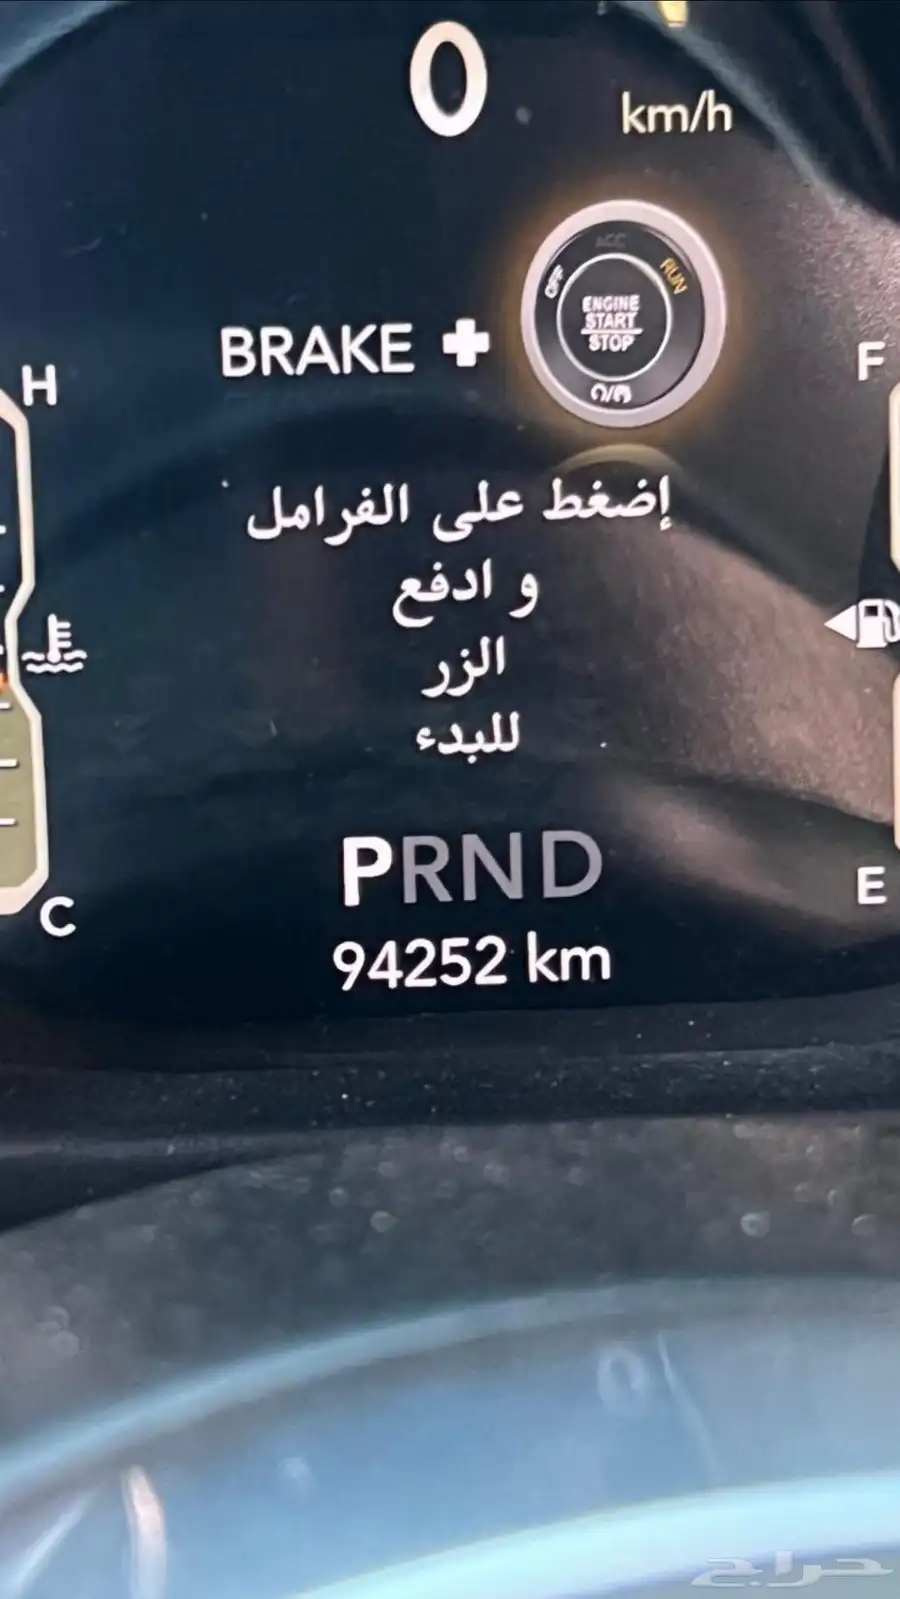 0
km/h
ACC
OFF
RUN
ENGINE
START
STOP
BRAKE +
H
F
إضغط على الفرامل
و ادفع
الزر
للبدء
PRND
C
E
94252 km
حراج